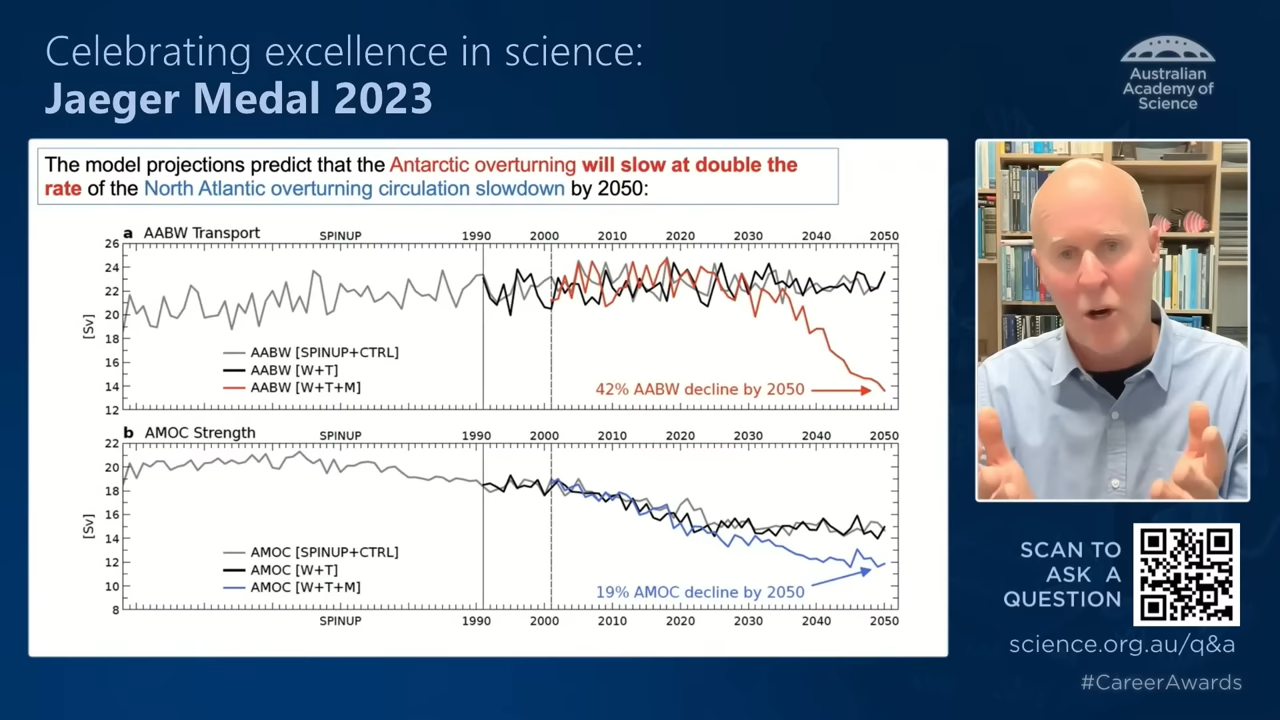 Celebrating excellence in science:
Jaeger Medal 2023
Australian
Academy of
Science
The model projections predict that the Antarctic overturning will slow at double the
rate of the North Atlantic overturning circulation slowdown by 2050:
a AABW Transport
SPINUP 1990 2000 2010 2020 2030 2040 2050
26
24
22
20
18
16
14
12
[Sv]
AABW [SPINUP+CTRL]
AABW [W+T]
AABW [W+T+M]
42% AABW decline by 2050
b AMOC Strength
SPINUP 1990 2000 2010 2020 2030 2040 2050
22
20
18
16
14
12
10
8
[Sv]
AMOC [SPINUP+CTRL]
AMOC [W+T]
AMOC [W+T+M]
19% AMOC decline by 2050
SPINUP 1990 2000 2010 2020 2030 2040 2050
SCAN TO
ASK A
QUESTION
science.org.au/q&a
#CareerAwards